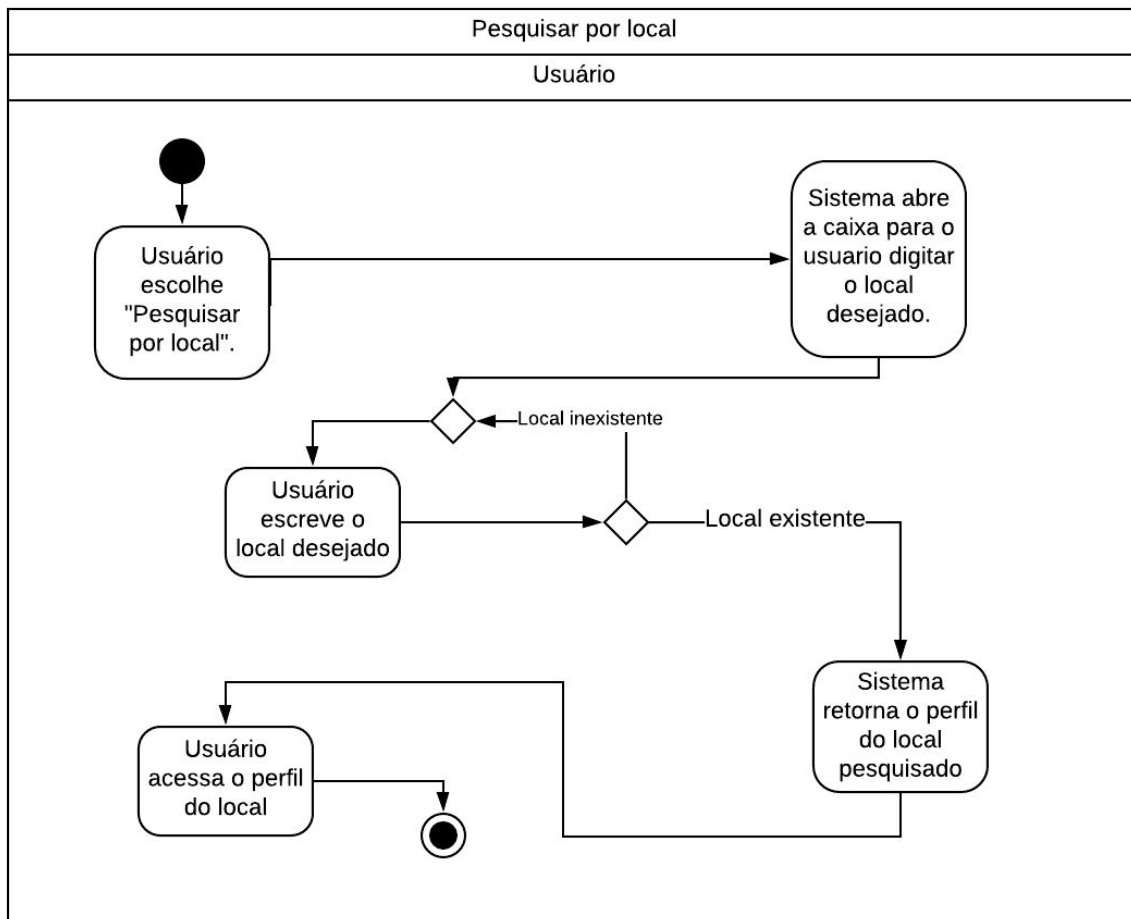 Pesquisar por local
Usuário
Usuário
escolhe
"Pesquisar
por local".
Sistema abre
a caixa para o
usuario digitar
o local
desejado.
Local inexistente
Usuário
escreve o
local desejado
Local existente
Sistema
retorna o perfil
do local
pesquisado
Usuário
acessa o perfil
do local